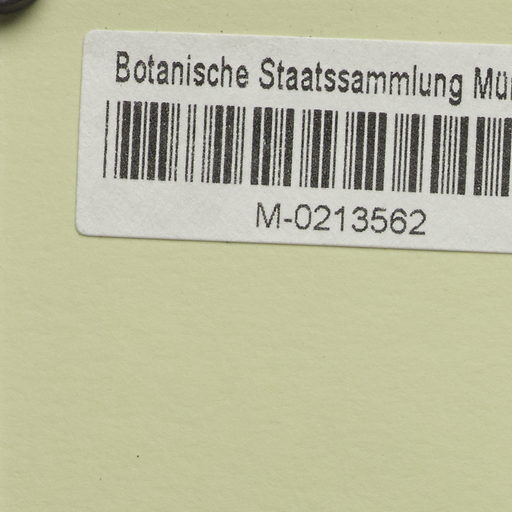 Botanische Staatssammlung Mü
M-0213562